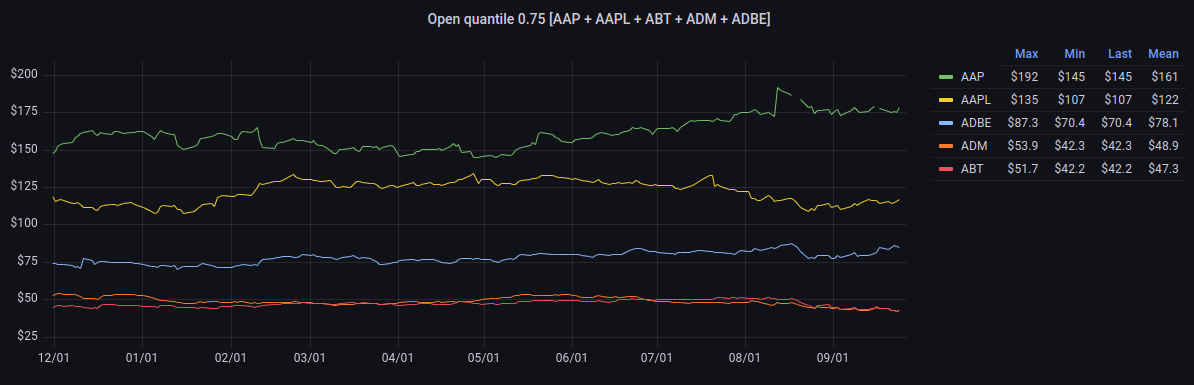 Open quantile 0.75 [AAP + AAPL + ABT + ADM + ADBE]
Max Min Last Mean
AAP $192 $145 $145 $161
AAPL $135 $107 $107 $122
ADBE $87.3 $70.4 $70.4 $78.1
ADM $53.9 $42.3 $42.3 $48.9
ABT $51.7 $42.2 $42.2 $47.3
$200
$175
$150
$125
$100
$75
$50
$25
12/01 01/01 02/01 03/01 04/01 05/01 06/01 07/01 08/01 09/01